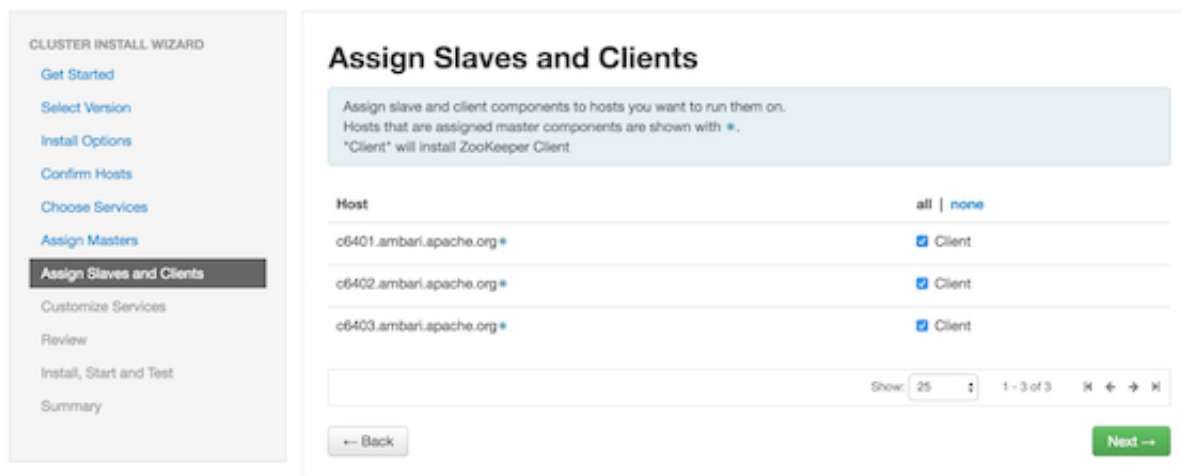 CLUSTER INSTALL WIZARD
Get Started
Select Version
Install Options
Confirm Hosts
Choose Services
Assign Masters
Assign Slaves and Clients
Customize Services
Review
Install, Start and Test
Summary
Assign Slaves and Clients
Assign slave and client components to hosts you want to run them on.
Hosts that are assigned master components are shown with ✵.
"Client" will install ZooKeeper Client
Host all | none
c6401.ambari.apache.org✵ Client
c6402.ambari.apache.org✵ Client
c6403.ambari.apache.org✵ Client
Show: 25 1 - 3 of 3
← Back Next →